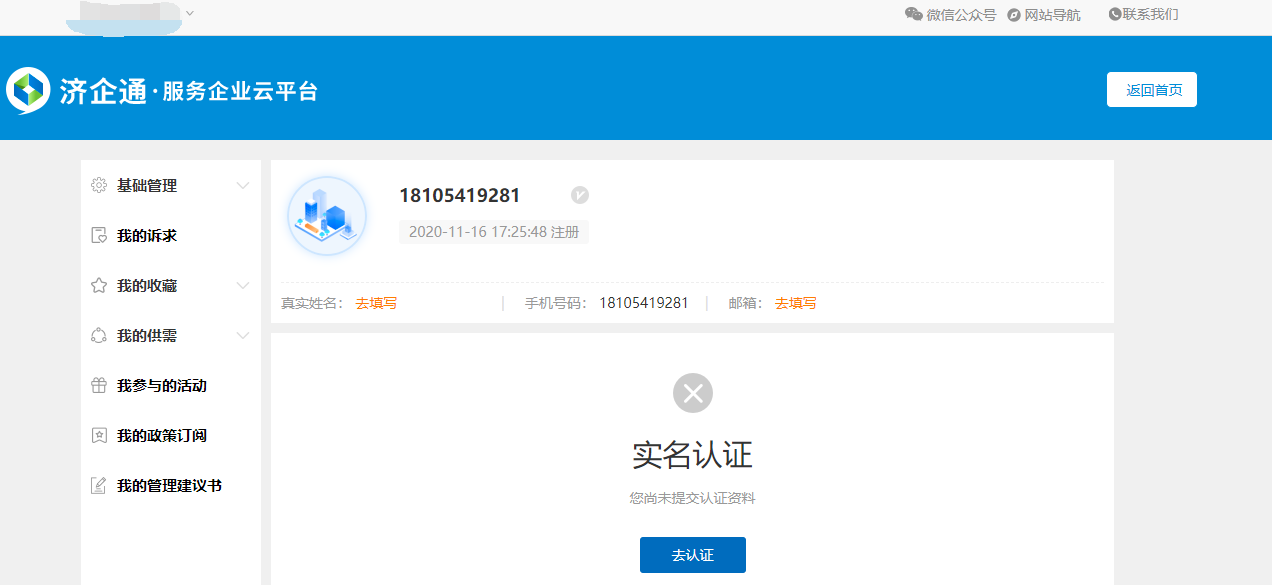 微信公众号 网站导航 联系我们
济企通·服务企业云平台
返回首页
基础管理
我的诉求
我的收藏
我的供需
我参与的活动
我的政策订阅
我的管理建议书
18105419281
2020-11-16 17:25:48 注册
真实姓名： 去填写 | 手机号码： 18105419281 | 邮箱： 去填写
实名认证
您尚未提交认证资料
去认证